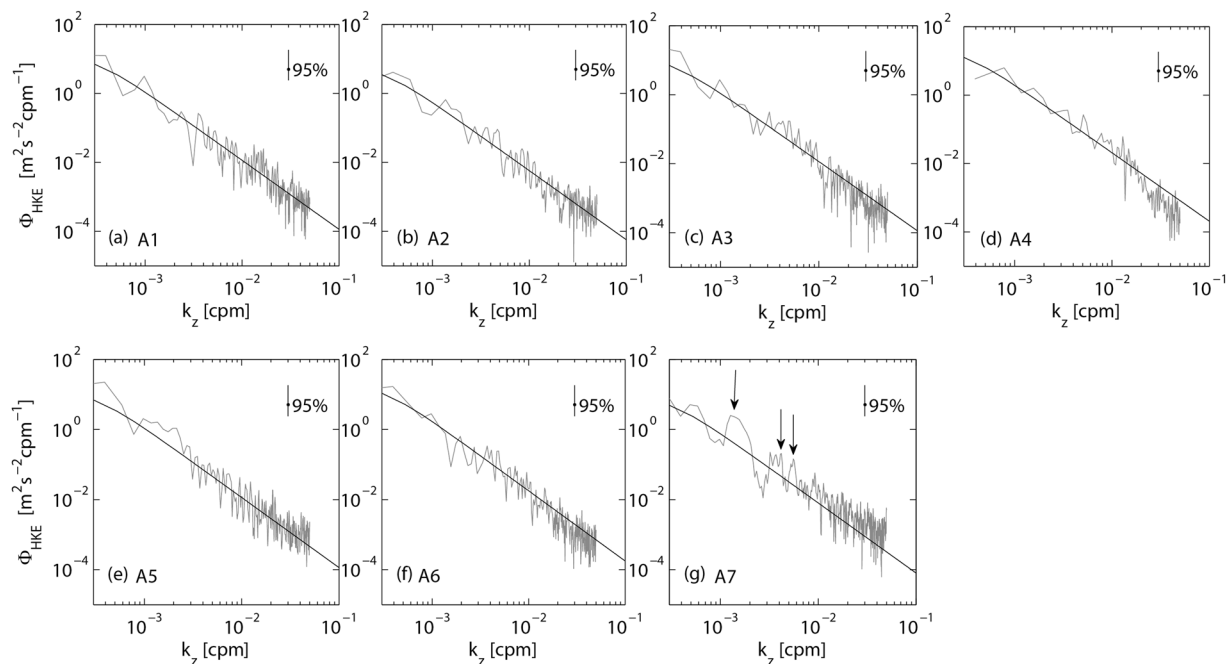 10² 10⁰ 10⁻² 10⁻⁴
Φ_HKE [m²s⁻²cpm⁻¹]
95%
(a) A1
10⁻³ 10⁻² 10⁻¹
k_z [cpm]
10² 10⁰ 10⁻² 10⁻⁴
95%
(b) A2
10⁻³ 10⁻² 10⁻¹
k_z [cpm]
10² 10⁰ 10⁻² 10⁻⁴
95%
(c) A3
10⁻³ 10⁻² 10⁻¹
k_z [cpm]
10² 10⁰ 10⁻² 10⁻⁴
95%
(d) A4
10⁻³ 10⁻² 10⁻¹
k_z [cpm]
10² 10⁰ 10⁻² 10⁻⁴
Φ_HKE [m²s⁻²cpm⁻¹]
95%
(e) A5
10⁻³ 10⁻² 10⁻¹
k_z [cpm]
10² 10⁰ 10⁻² 10⁻⁴
95%
(f) A6
10⁻³ 10⁻² 10⁻¹
k_z [cpm]
10² 10⁰ 10⁻² 10⁻⁴
95%
(g) A7
10⁻³ 10⁻² 10⁻¹
k_z [cpm]